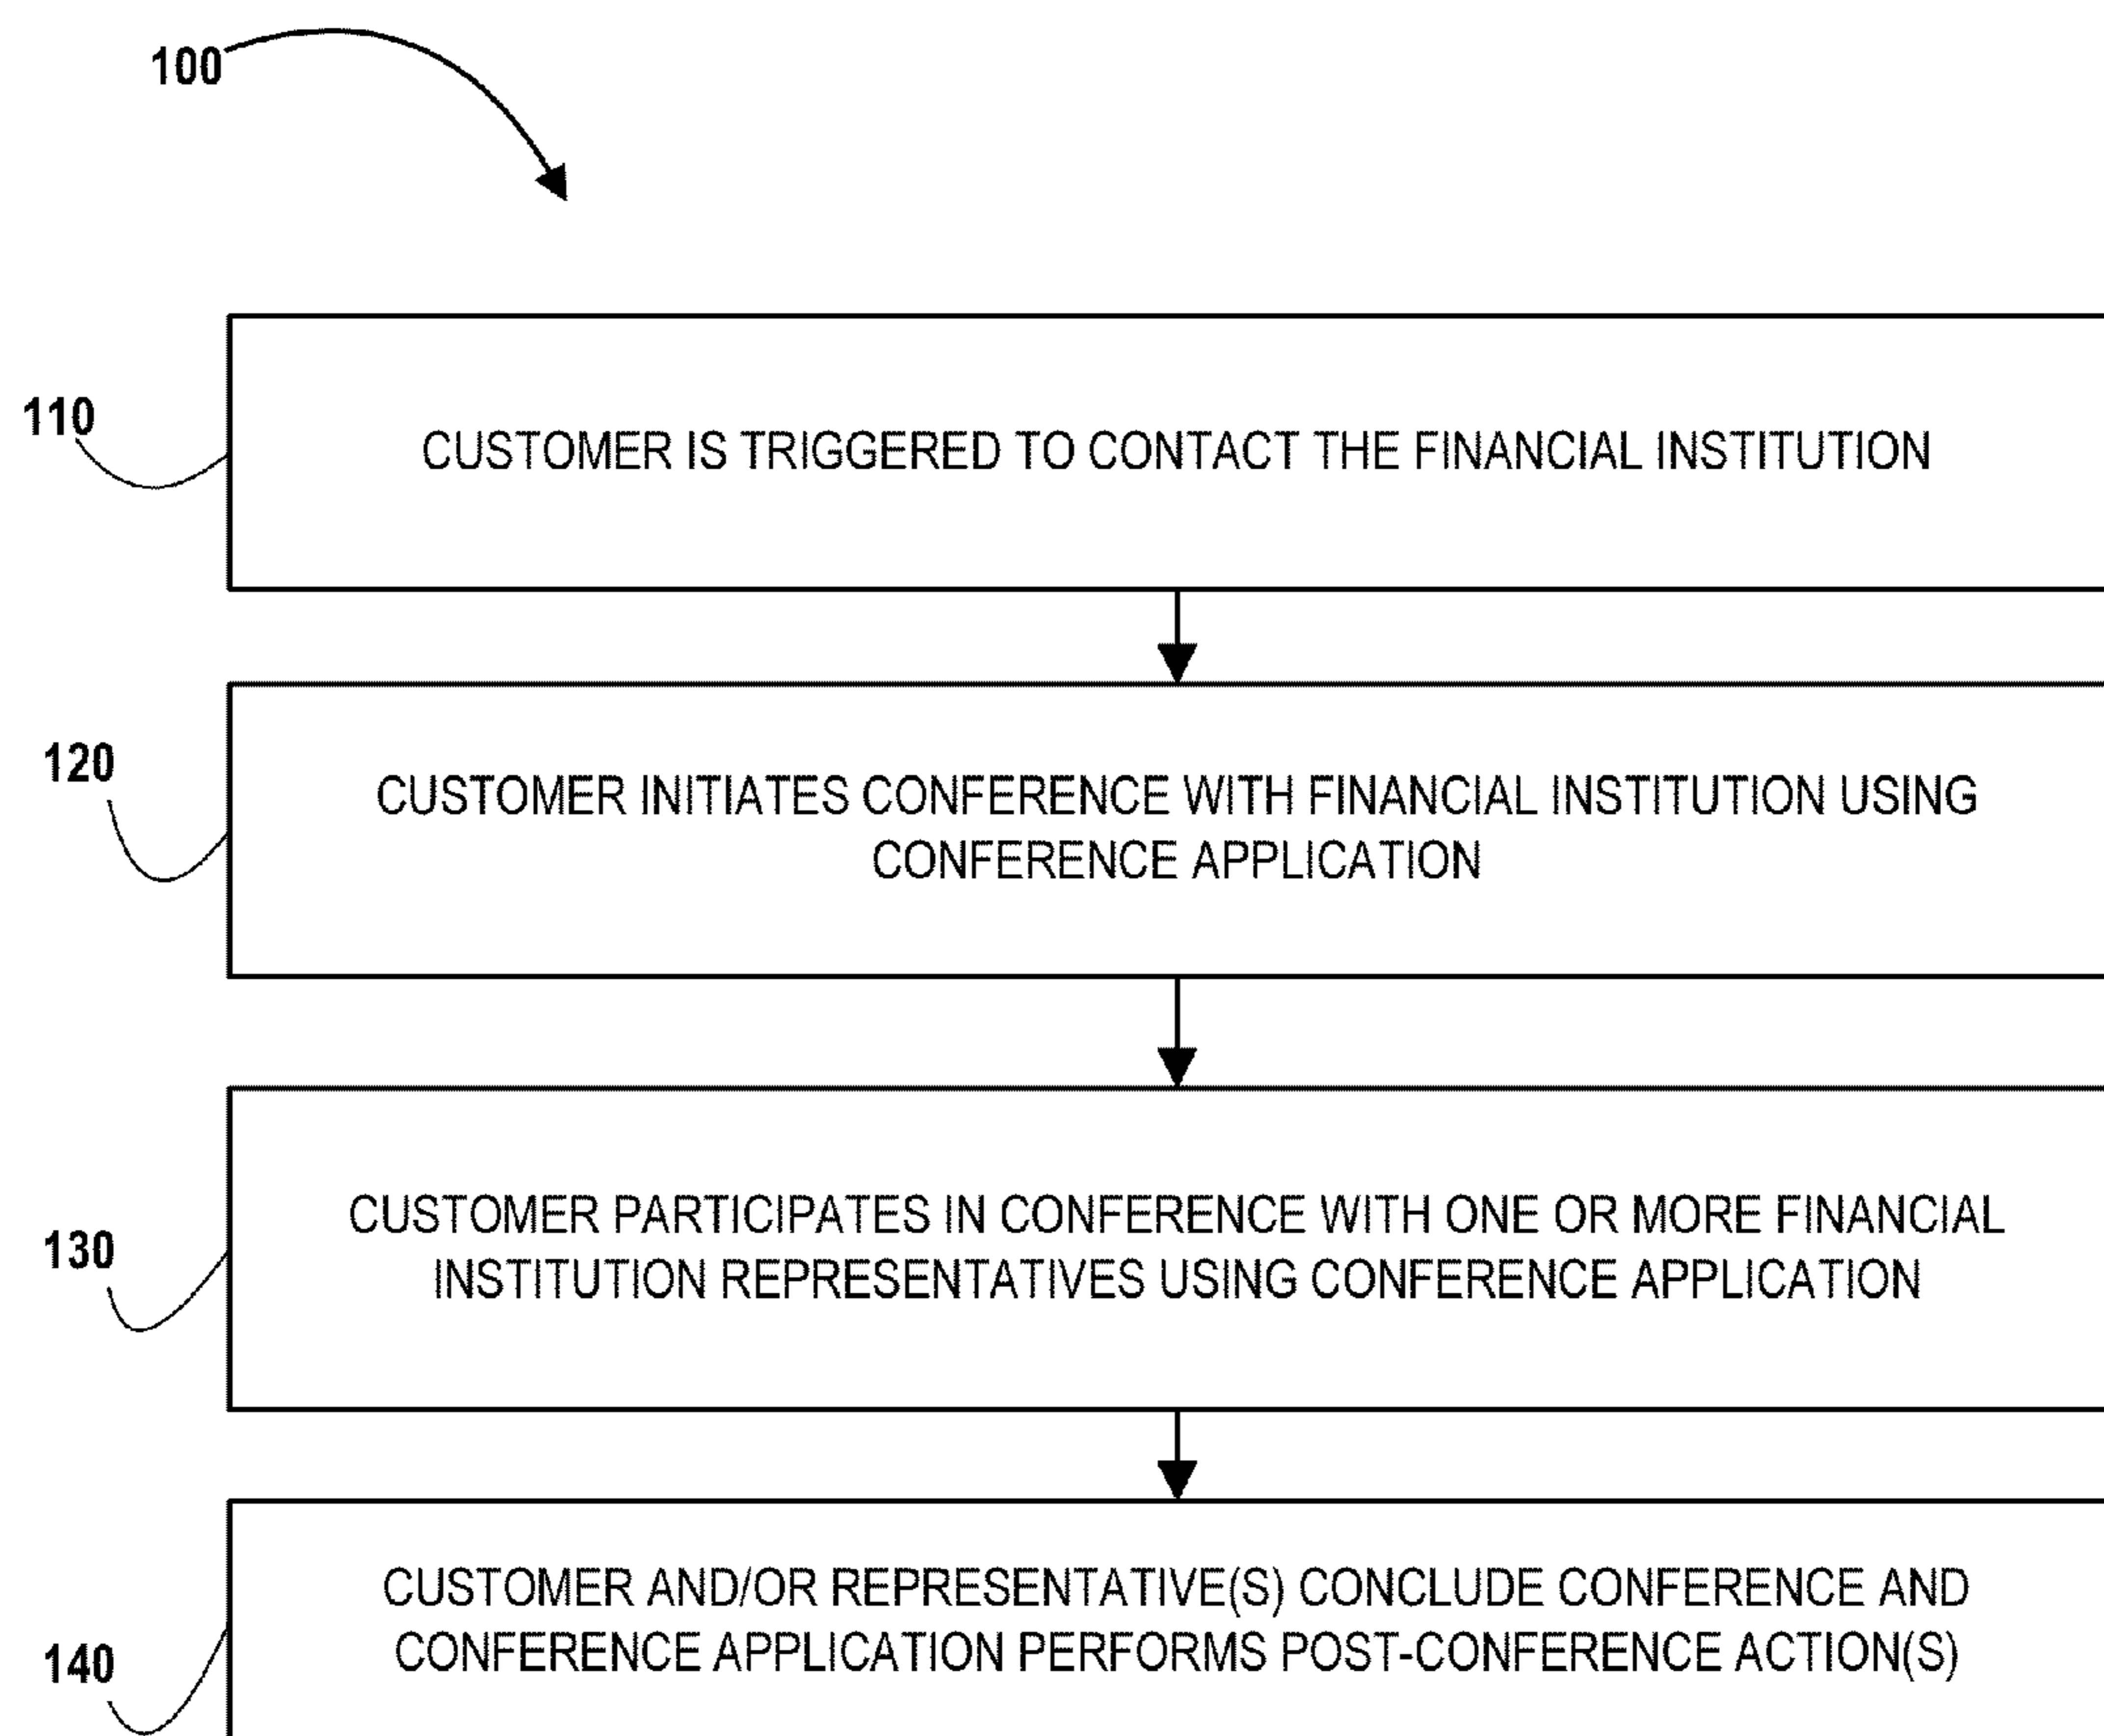 100
110
CUSTOMER IS TRIGGERED TO CONTACT THE FINANCIAL INSTITUTION
120
CUSTOMER INITIATES CONFERENCE WITH FINANCIAL INSTITUTION USING
CONFERENCE APPLICATION
130
CUSTOMER PARTICIPATES IN CONFERENCE WITH ONE OR MORE FINANCIAL
INSTITUTION REPRESENTATIVES USING CONFERENCE APPLICATION
140
CUSTOMER AND/OR REPRESENTATIVE(S) CONCLUDE CONFERENCE AND
CONFERENCE APPLICATION PERFORMS POST-CONFERENCE ACTION(S)